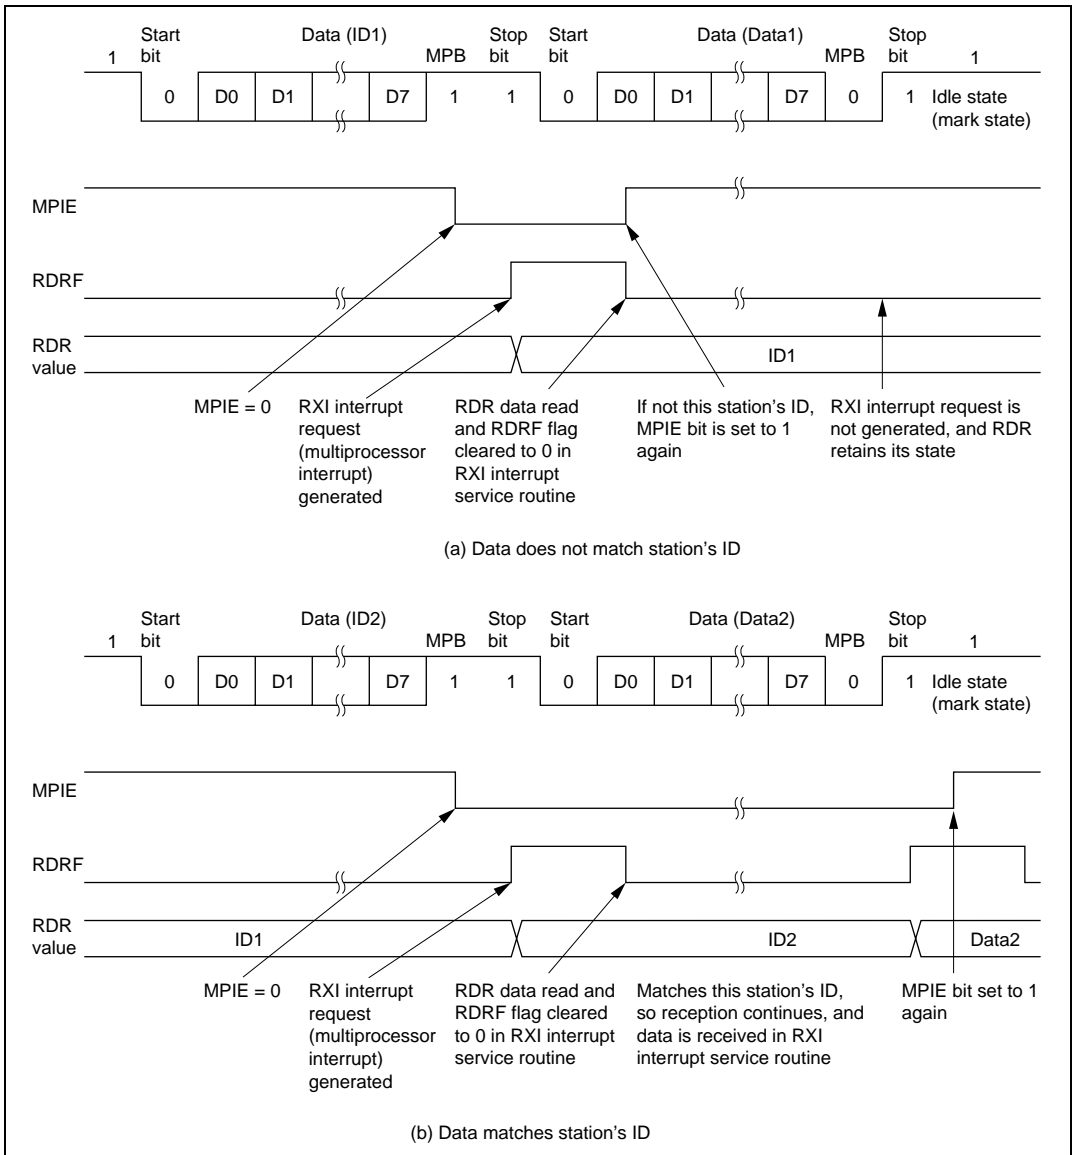 Start Data (ID1) Stop Start Data (Data1) Stop
1 bit MPB bit bit MPB bit 1
0 D0 D1 D7 1 1 0 D0 D1 D7 0 1 Idle state
(mark state)
MPIE
RDRF
RDR
value
ID1
MPIE = 0
RXI interrupt
request
(multiprocessor
interrupt)
generated
RDR data read
and RDRF flag
cleared to 0 in
RXI interrupt
service routine
If not this station's ID,
MPIE bit is set to 1
again
RXI interrupt request is
not generated, and RDR
retains its state
(a) Data does not match station's ID
Start Data (ID2) Stop Start Data (Data2) Stop
1 bit MPB bit bit MPB bit 1
0 D0 D1 D7 1 1 0 D0 D1 D7 0 1 Idle state
(mark state)
MPIE
RDRF
RDR
value
ID1 ID2 Data2
MPIE = 0
RXI interrupt
request
(multiprocessor
interrupt)
generated
RDR data read and
RDRF flag cleared
to 0 in RXI interrupt
service routine
Matches this station's ID,
so reception continues, and
data is received in RXI
interrupt service routine
MPIE bit set to 1
again
(b) Data matches station's ID